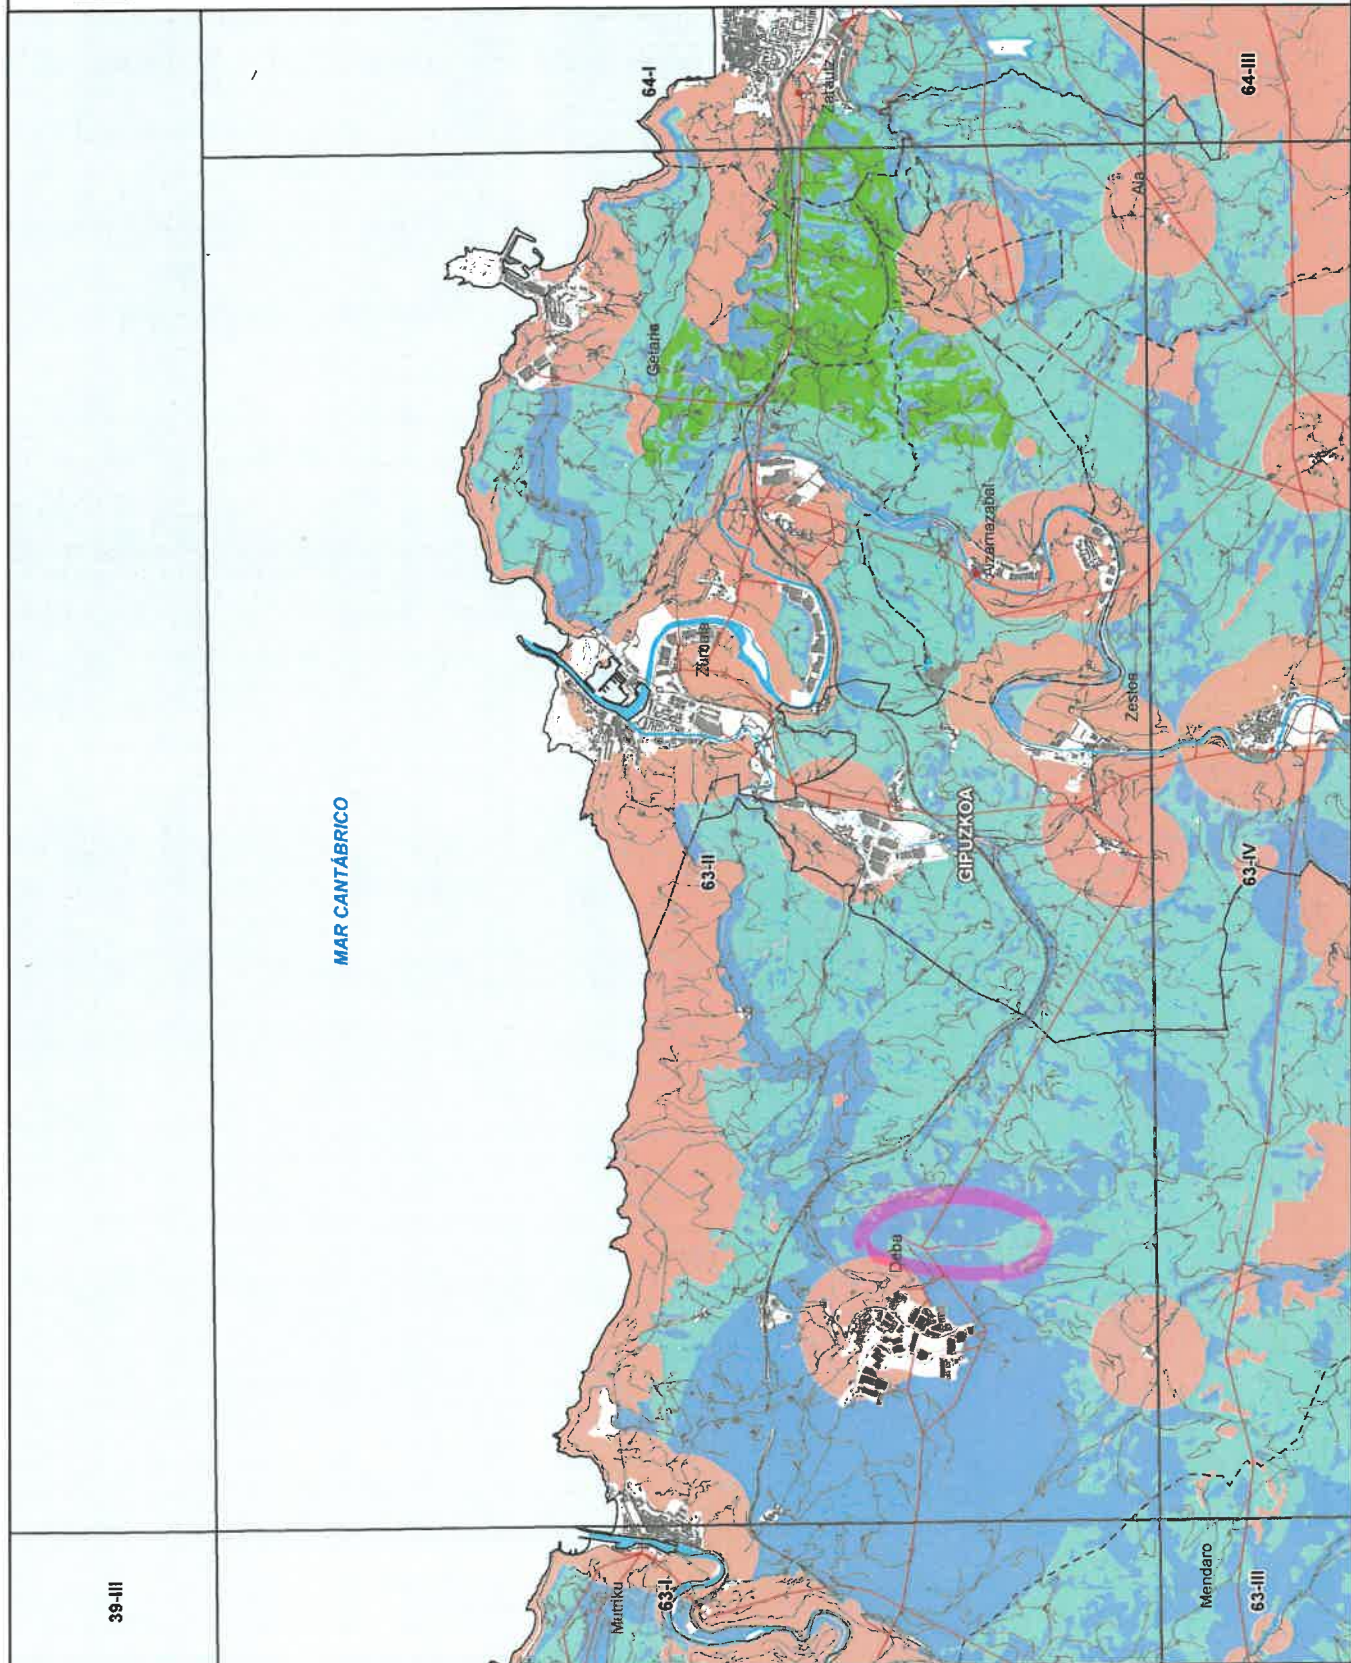 39-III
MAR CANTÁBRICO
64-I
Zarautz
64-III
Getaria
Aia
Aizarnazabal
Zumaia
Zestoa
63-II
GIPUZKOA
63-IV
Deba
Mutriku
63-I
Mendaro
63-III